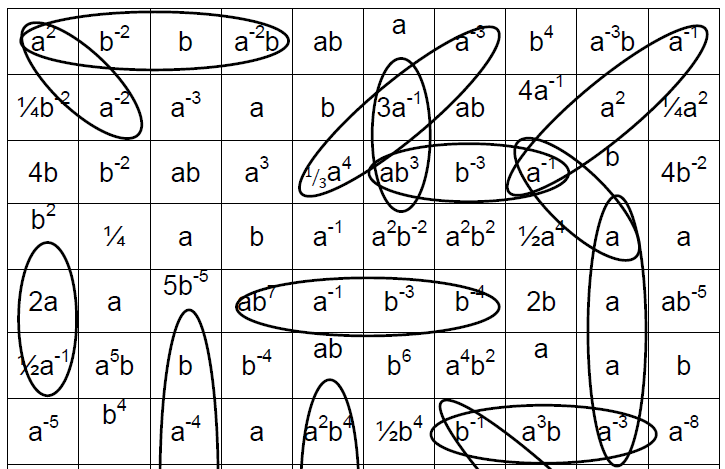 a² b⁻² b a⁻²b ab a a⁻³ b⁴ a⁻³b a⁻¹
¼b⁻² a⁻² a⁻³ a b 3a⁻¹ ab 4a⁻¹ a² ¼a²
4b b⁻² ab a³ ⅓a⁴ ab³ b⁻³ a⁻¹ b 4b⁻²
b² ¼ a b a⁻¹ a²b⁻² a²b² ½a⁴ a a
2a a 5b⁻⁵ ab⁷ a⁻¹ b⁻³ b⁻⁴ 2b a ab⁻⁵
½a⁻¹ a⁵b b b⁻⁴ ab b⁶ a⁴b² a a b
a⁻⁵ b⁴ a⁻⁴ a a²b⁴ ½b⁴ b⁻¹ a³b a⁻³ a⁻⁸